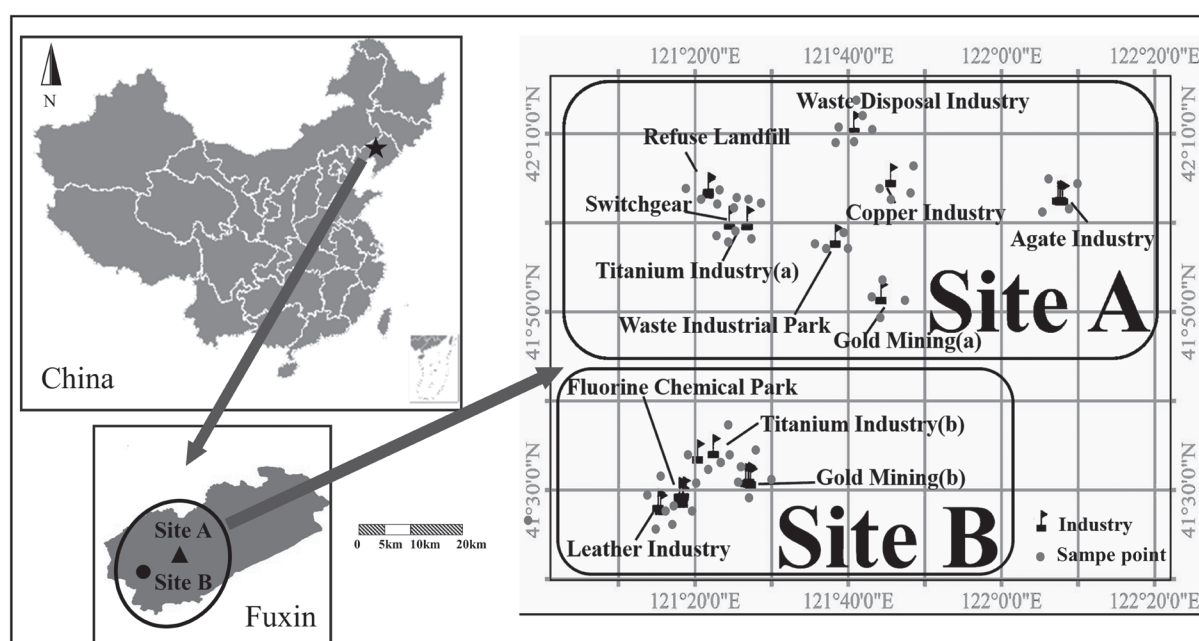 N
China
Site A
Site B
Fuxin
0 5km 10km 20km
121°20'0"E 121°40'0"E 122°0'0"E 122°20'0"E
42°10'0"N
41°50'0"N
41°30'0"N
Waste Disposal Industry
Refuse Landfill
Switchgear
Copper Industry
Agate Industry
Titanium Industry(a)
Waste Industrial Park
Gold Mining(a)
Site A
Fluorine Chemical Park
Titanium Industry(b)
Gold Mining(b)
Leather Industry
Site B
Industry
Sampe point
42°10'0"N
41°50'0"N
41°30'0"N
121°20'0"E 121°40'0"E 122°0'0"E 122°20'0"E